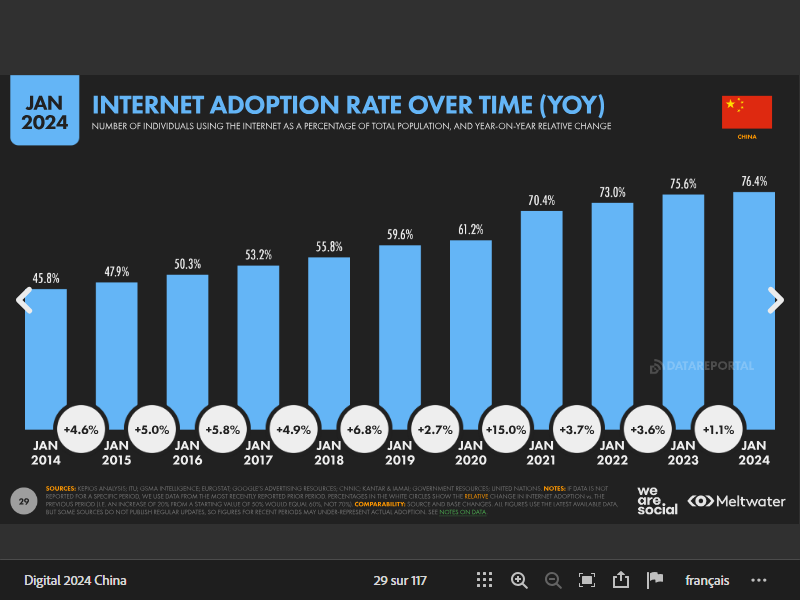 JAN
2024
INTERNET ADOPTION RATE OVER TIME (YOY)
NUMBER OF INDIVIDUALS USING THE INTERNET AS A PERCENTAGE OF TOTAL POPULATION, AND YEAR-ON-YEAR RELATIVE CHANGE
CHINA
45.8% 47.9% 50.3% 53.2% 55.8% 59.6% 61.2% 70.4% 73.0% 75.6% 76.4%
DATAREPORTAL
+4.6% +5.0% +5.8% +4.9% +6.8% +2.7% +15.0% +3.7% +3.6% +1.1%
JAN JAN JAN JAN JAN JAN JAN JAN JAN JAN JAN
2014 2015 2016 2017 2018 2019 2020 2021 2022 2023 2024
29
SOURCES: KEPIOS ANALYSIS; ITU; GSMA INTELLIGENCE; EUROSTAT; GOOGLE'S ADVERTISING RESOURCES; CNNIC; KANTAR & IAMAI; GOVERNMENT RESOURCES; UNITED NATIONS. NOTES: IF DATA IS NOT
REPORTED FOR A SPECIFIC PERIOD, WE USE DATA FROM THE MOST RECENTLY REPORTED PRIOR PERIOD. PERCENTAGES IN THE WHITE CIRCLES SHOW THE RELATIVE CHANGE IN INTERNET ADOPTION vs. THE
PREVIOUS PERIOD (I.E. AN INCREASE OF 20% FROM A STARTING VALUE OF 50% WOULD EQUAL 60%, NOT 70%). COMPARABILITY: SOURCE AND BASE CHANGES. ALL FIGURES USE THE LATEST AVAILABLE DATA,
BUT SOME SOURCES DO NOT PUBLISH REGULAR UPDATES, SO FIGURES FOR RECENT PERIODS MAY UNDER-REPRESENT ACTUAL ADOPTION. SEE NOTES ON DATA.
we
are.
social
Meltwater
Digital 2024 China
29 sur 117
français